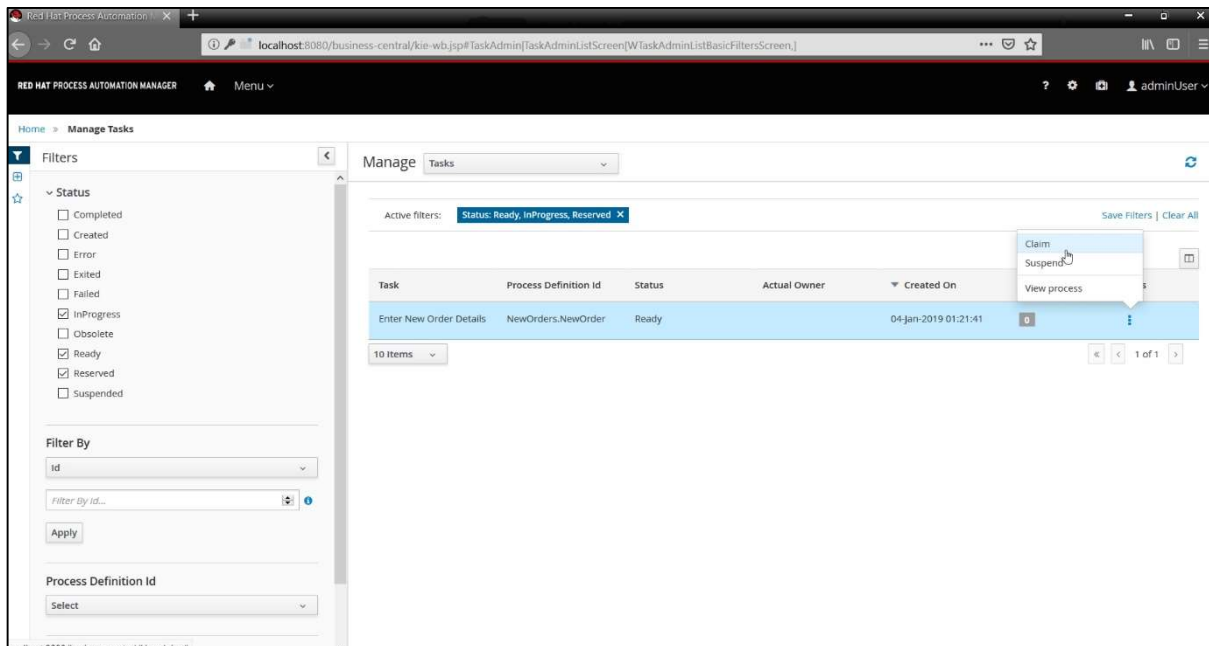 Red Hat Process Automation M
localhost:8080/business-central/kie-wb.jsp#TaskAdmin[TaskAdminListScreen[WTaskAdminListBasicFiltersScreen,]
RED HAT PROCESS AUTOMATION MANAGER Menu
? adminUser
Home » Manage Tasks
Filters
Status
Completed
Created
Error
Exited
Failed
InProgress
Obsolete
Ready
Reserved
Suspended
Filter By
Id
Filter By Id...
Apply
Process Definition Id
Select
Manage Tasks
Active filters: Status: Ready, InProgress, Reserved X
Save Filters | Clear All
Claim
Suspend
View process
Task Process Definition Id Status Actual Owner Created On
Enter New Order Details NewOrders.NewOrder Ready 04-Jan-2019 01:21:41 0
10 Items
« < 1 of 1 >